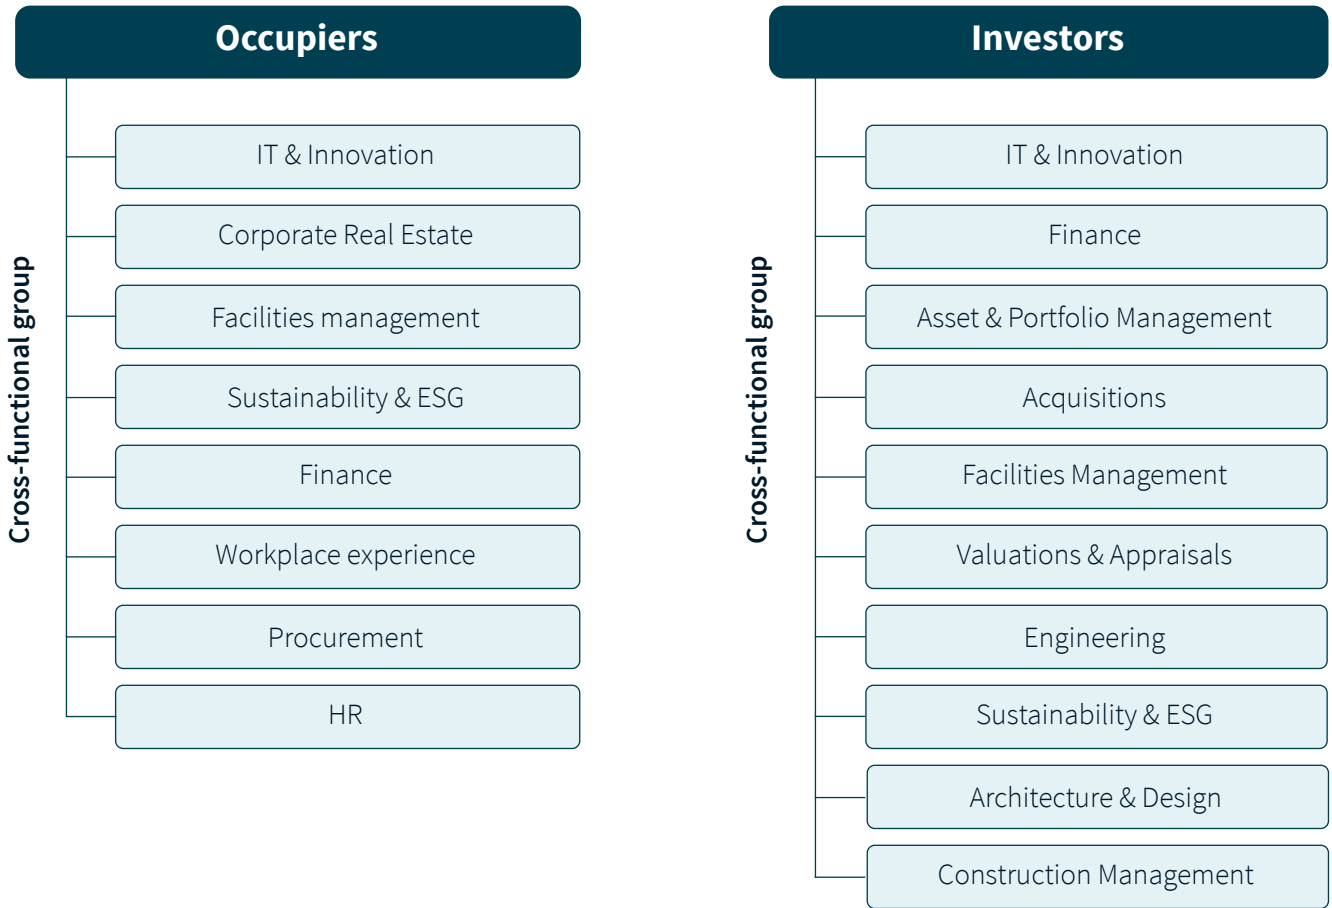 Occupiers
Cross-functional group
IT & Innovation
Corporate Real Estate
Facilities management
Sustainability & ESG
Finance
Workplace experience
Procurement
HR
Investors
Cross-functional group
IT & Innovation
Finance
Asset & Portfolio Management
Acquisitions
Facilities Management
Valuations & Appraisals
Engineering
Sustainability & ESG
Architecture & Design
Construction Management